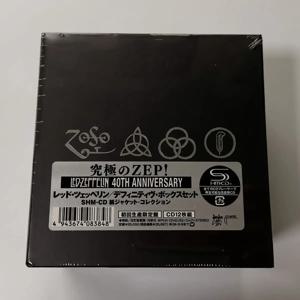 ZoSo
究極のZEP!
LED-ZEPPELIN 40TH ANNIVERSARY
レッド・ツェッペリン/デフィニティヴ・ボックスセット
SHM-CD 紙ジャケット・コレクション
初回生産限定盤 CD12枚組
4 943674 083848
SHM-CD